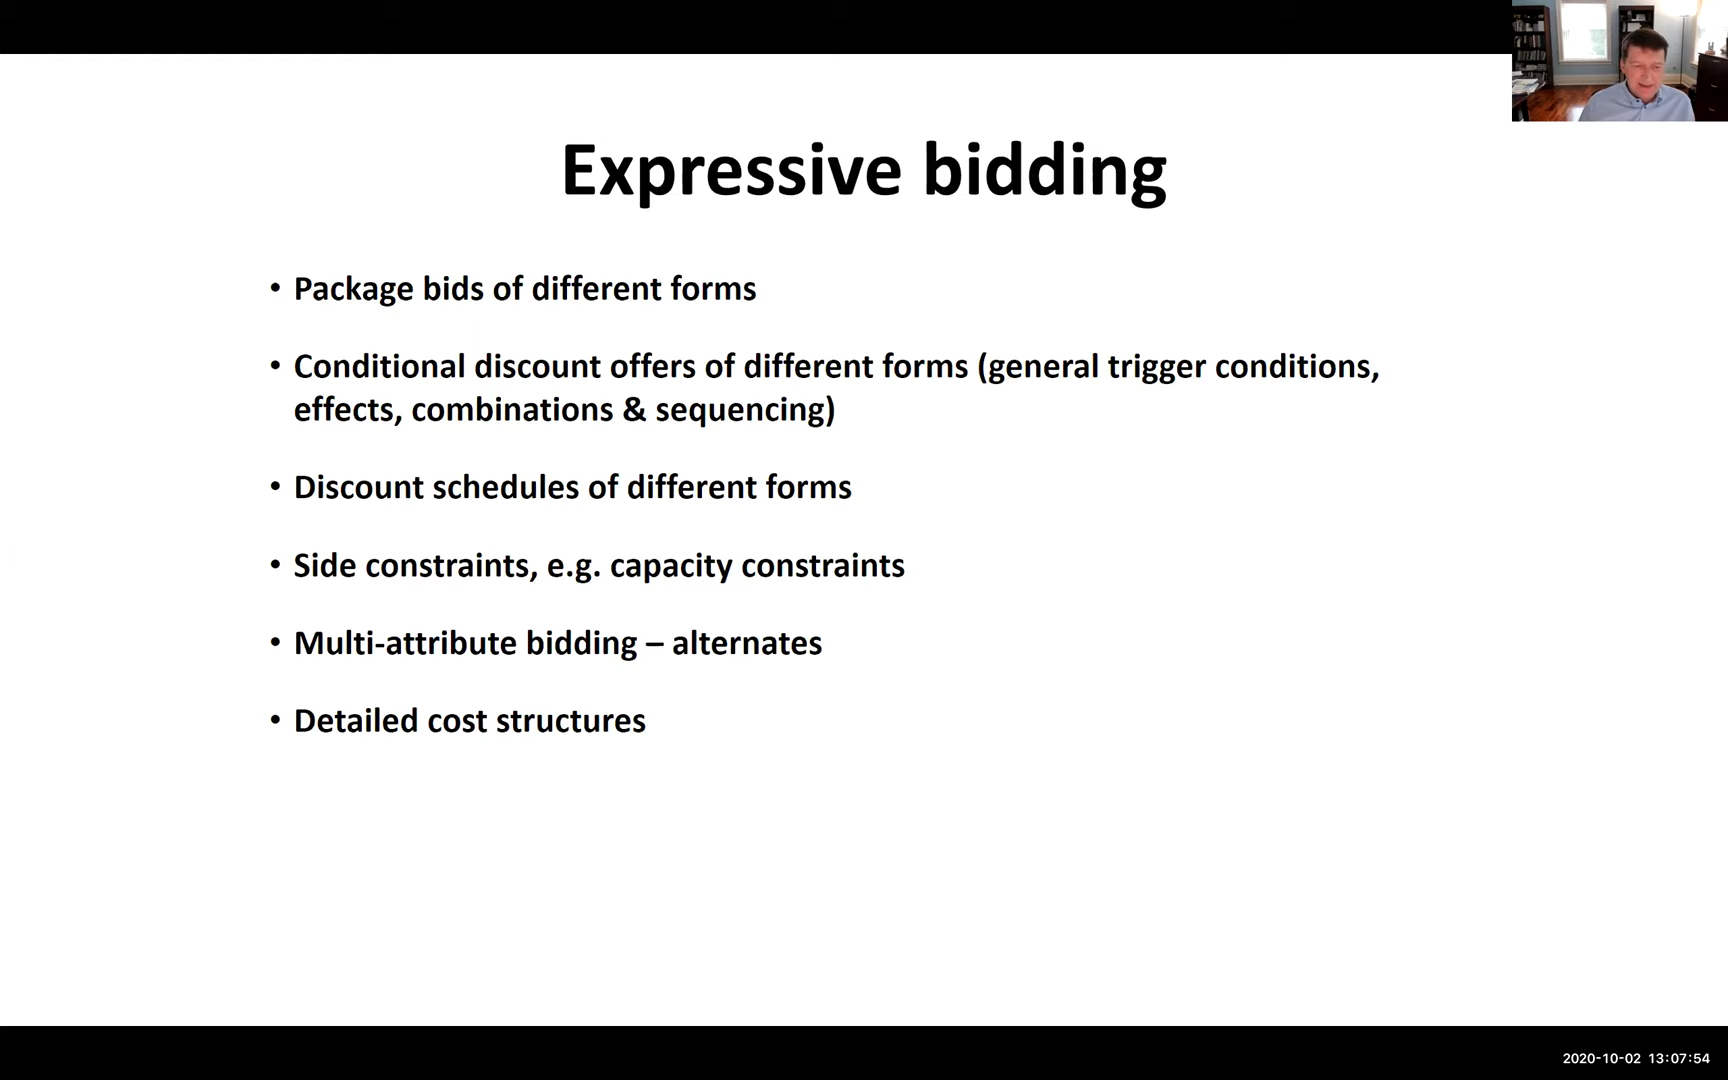 Expressive bidding
• Package bids of different forms
• Conditional discount offers of different forms (general trigger conditions,
effects, combinations & sequencing)
• Discount schedules of different forms
• Side constraints, e.g. capacity constraints
• Multi-attribute bidding – alternates
• Detailed cost structures
2020-10-02 13:07:54